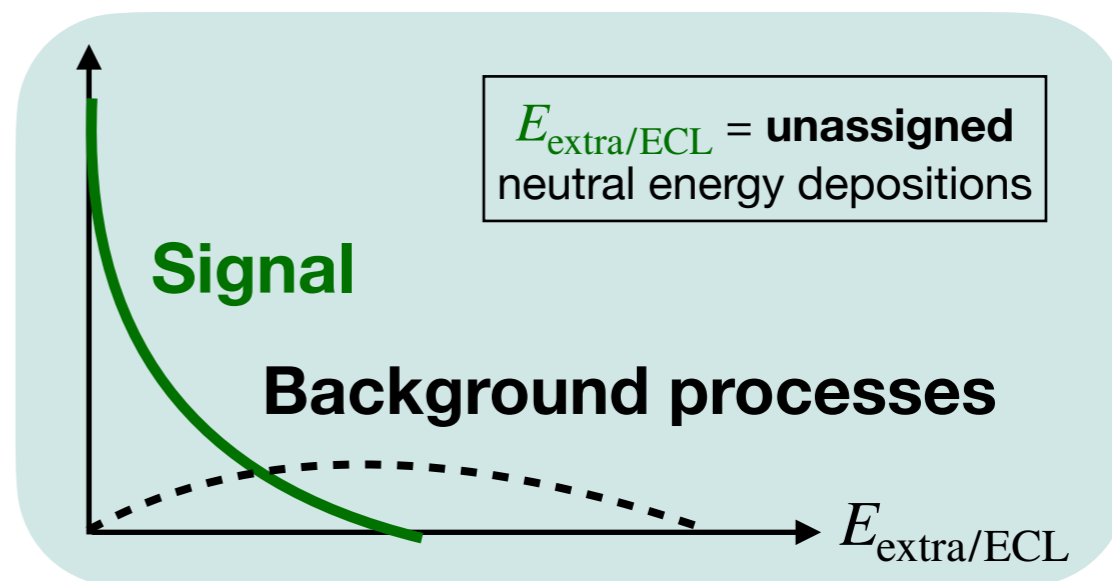 E_extra/ECL = unassigned
neutral energy depositions
Signal
Background processes
E_extra/ECL